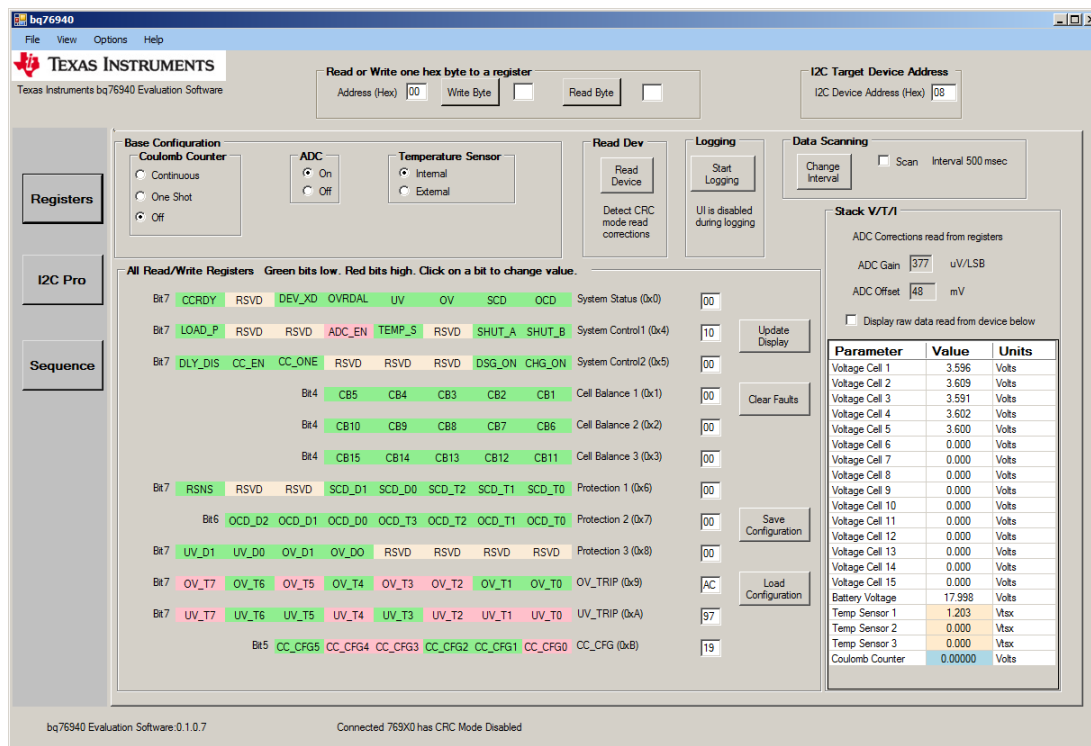 bq76940
File View Options Help
TEXAS INSTRUMENTS
Texas Instruments bq76940 Evaluation Software
Read or Write one hex byte to a register
Address (Hex) 00 Write Byte Read Byte
I2C Target Device Address
I2C Device Address (Hex) 08
Registers
I2C Pro
Sequence
Base Configuration
Coulomb Counter
Continuous
One Shot
Off
ADC
On
Off
Temperature Sensor
Internal
External
Read Dev
Read
Device
Detect CRC
mode read
corrections
Logging
Start
Logging
UI is disabled
during logging
Data Scanning
Change
Interval
Scan Interval 500 msec
All Read/Write Registers Green bits low. Red bits high. Click on a bit to change value.
Bit7 CCRDY RSVD DEV_XD OVRDAL UV OV SCD OCD System Status (0x0) 00
Bit7 LOAD_P RSVD RSVD ADC_EN TEMP_S RSVD SHUT_A SHUT_B System Control1 (0x4) 10
Bit7 DLY_DIS CC_EN CC_ONE RSVD RSVD RSVD DSG_ON CHG_ON System Control2 (0x5) 00
Bit4 CB5 CB4 CB3 CB2 CB1 Cell Balance 1 (0x1) 00
Bit4 CB10 CB9 CB8 CB7 CB6 Cell Balance 2 (0x2) 00
Bit4 CB15 CB14 CB13 CB12 CB11 Cell Balance 3 (0x3) 00
Bit7 RSNS RSVD RSVD SCD_D1 SCD_D0 SCD_T2 SCD_T1 SCD_T0 Protection 1 (0x6) 00
Bit6 OCD_D2 OCD_D1 OCD_D0 OCD_T3 OCD_T2 OCD_T1 OCD_T0 Protection 2 (0x7) 00
Bit7 UV_D1 UV_D0 OV_D1 OV_DO RSVD RSVD RSVD RSVD Protection 3 (0x8) 00
Bit7 OV_T7 OV_T6 OV_T5 OV_T4 OV_T3 OV_T2 OV_T1 OV_T0 OV_TRIP (0x9) AC
Bit7 UV_T7 UV_T6 UV_T5 UV_T4 UV_T3 UV_T2 UV_T1 UV_T0 UV_TRIP (0xA) 97
Bit5 CC_CFG5 CC_CFG4 CC_CFG3 CC_CFG2 CC_CFG1 CC_CFG0 CC_CFG (0xB) 19
Update
Display
Clear Faults
Save
Configuration
Load
Configuration
Stack V/T/I
ADC Corrections read from registers
ADC Gain 377 uV/LSB
ADC Offset 48 mV
Display raw data read from device below
Parameter Value Units
Voltage Cell 1 3.596 Volts
Voltage Cell 2 3.609 Volts
Voltage Cell 3 3.591 Volts
Voltage Cell 4 3.602 Volts
Voltage Cell 5 3.600 Volts
Voltage Cell 6 0.000 Volts
Voltage Cell 7 0.000 Volts
Voltage Cell 8 0.000 Volts
Voltage Cell 9 0.000 Volts
Voltage Cell 10 0.000 Volts
Voltage Cell 11 0.000 Volts
Voltage Cell 12 0.000 Volts
Voltage Cell 13 0.000 Volts
Voltage Cell 14 0.000 Volts
Voltage Cell 15 0.000 Volts
Battery Voltage 17.998 Volts
Temp Sensor 1 1.203 Vtsx
Temp Sensor 2 0.000 Vtsx
Temp Sensor 3 0.000 Vtsx
Coulomb Counter 0.00000 Volts
bq76940 Evaluation Software:0.1.0.7 Connected 769X0 has CRC Mode Disabled